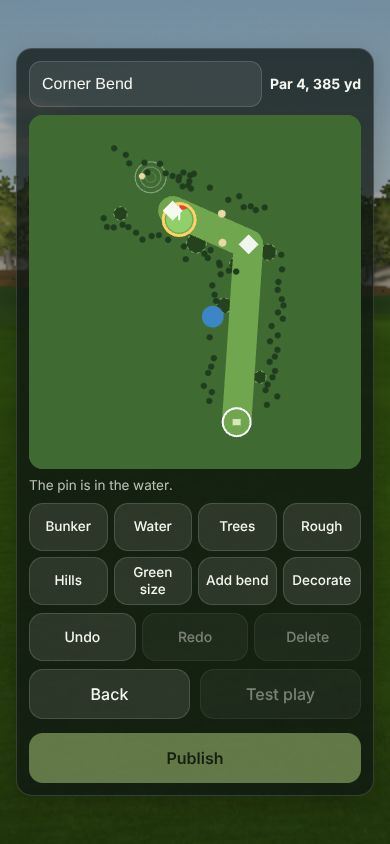 Corner Bend
Par 4, 385 yd
The pin is in the water.
Bunker
Water
Trees
Rough
Hills
Green
size
Add bend
Decorate
Undo
Redo
Delete
Back
Test play
Publish